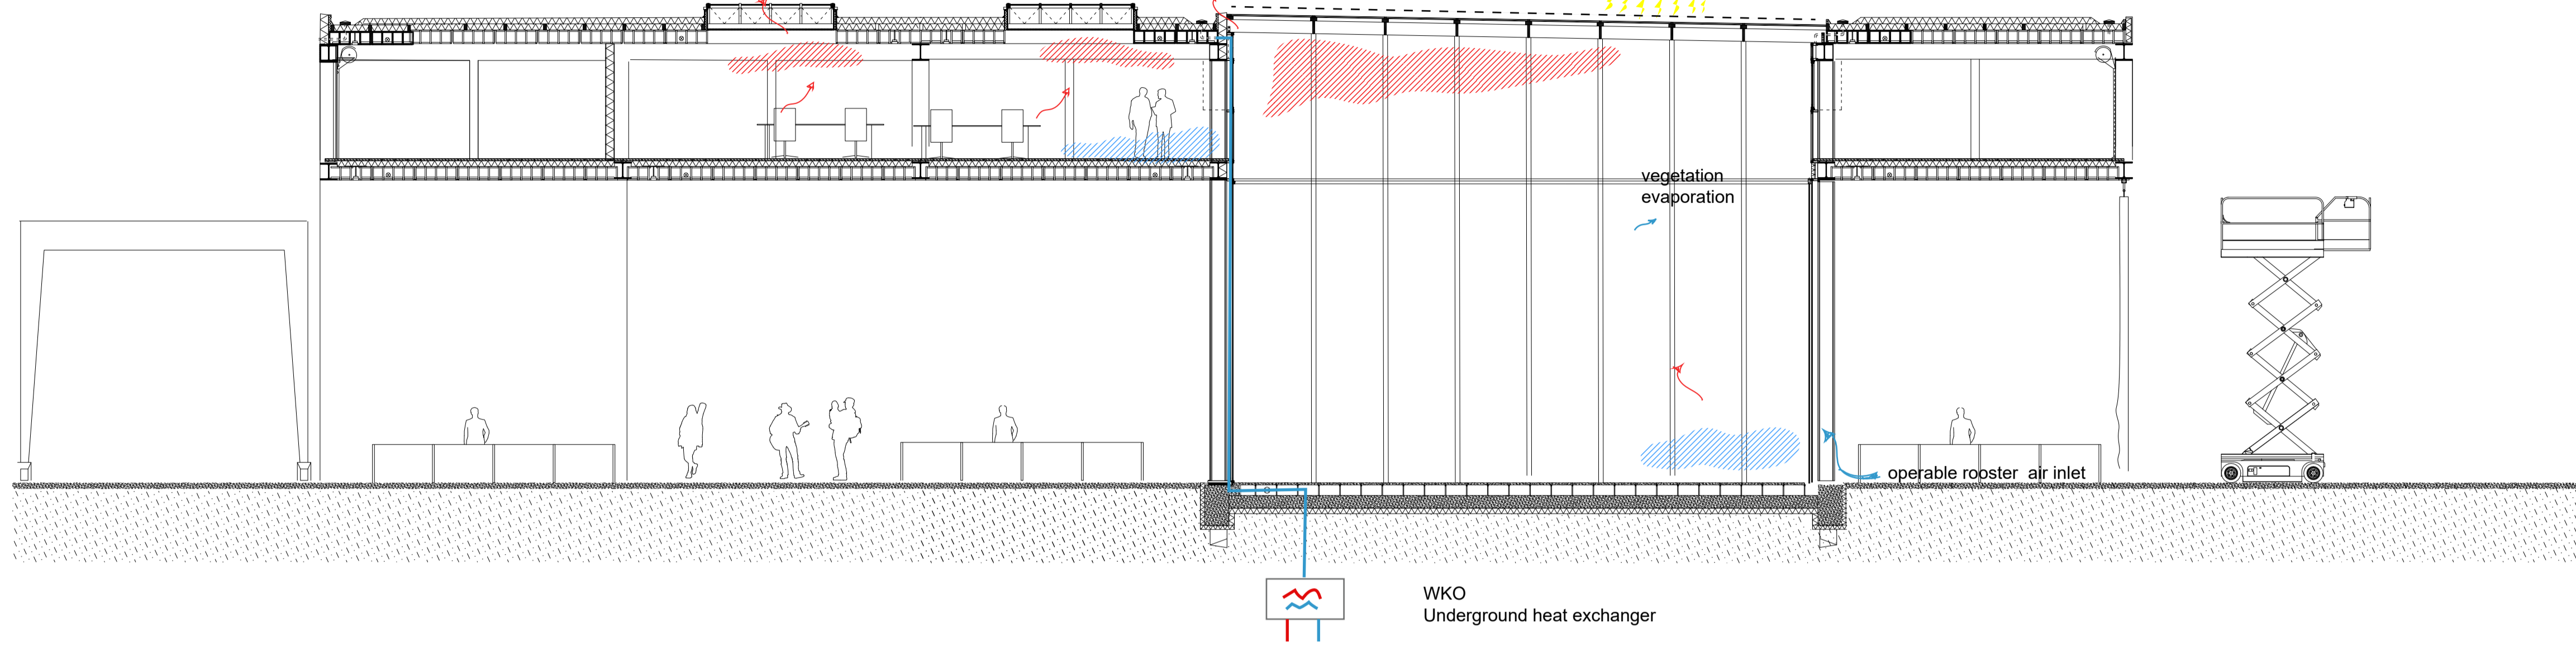 vegetation
evaporation
operable rooster air inlet
WKO
Underground heat exchanger